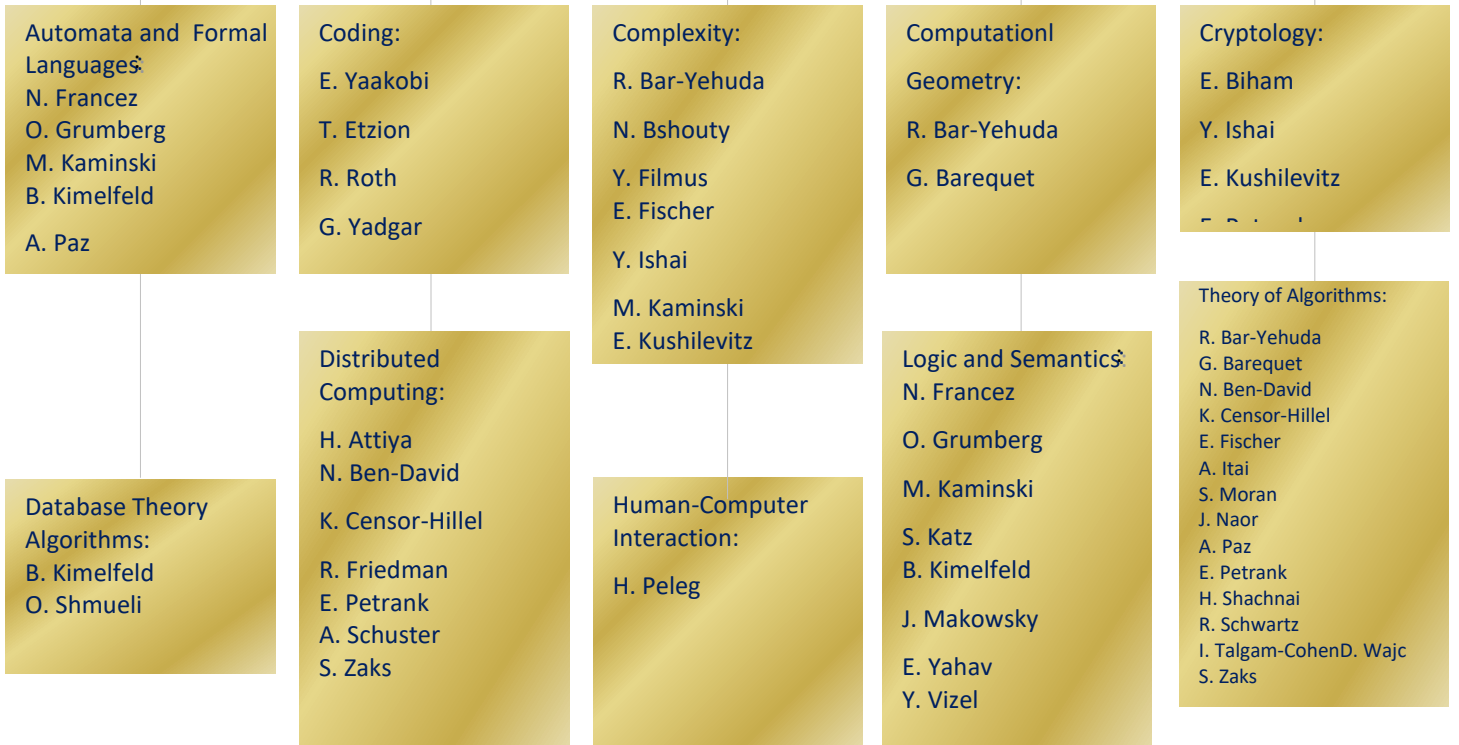 Automata and Formal
Languages:
N. Francez
O. Grumberg
M. Kaminski
B. Kimelfeld
A. Paz
Coding:
E. Yaakobi
T. Etzion
R. Roth
G. Yadgar
Complexity:
R. Bar-Yehuda
N. Bshouty
Y. Filmus
E. Fischer
Y. Ishai
M. Kaminski
E. Kushilevitz
Computationl
Geometry:
R. Bar-Yehuda
G. Barequet
Cryptology:
E. Biham
Y. Ishai
E. Kushilevitz
Database Theory
Algorithms:
B. Kimelfeld
O. Shmueli
Distributed
Computing:
H. Attiya
N. Ben-David
K. Censor-Hillel
R. Friedman
E. Petrank
A. Schuster
S. Zaks
Human-Computer
Interaction:
H. Peleg
Logic and Semantics:
N. Francez
O. Grumberg
M. Kaminski
S. Katz
B. Kimelfeld
J. Makowsky
E. Yahav
Y. Vizel
Theory of Algorithms:
R. Bar-Yehuda
G. Barequet
N. Ben-David
K. Censor-Hillel
E. Fischer
A. Itai
S. Moran
J. Naor
A. Paz
E. Petrank
H. Shachnai
R. Schwartz
I. Talgam-CohenD. Wajc
S. Zaks